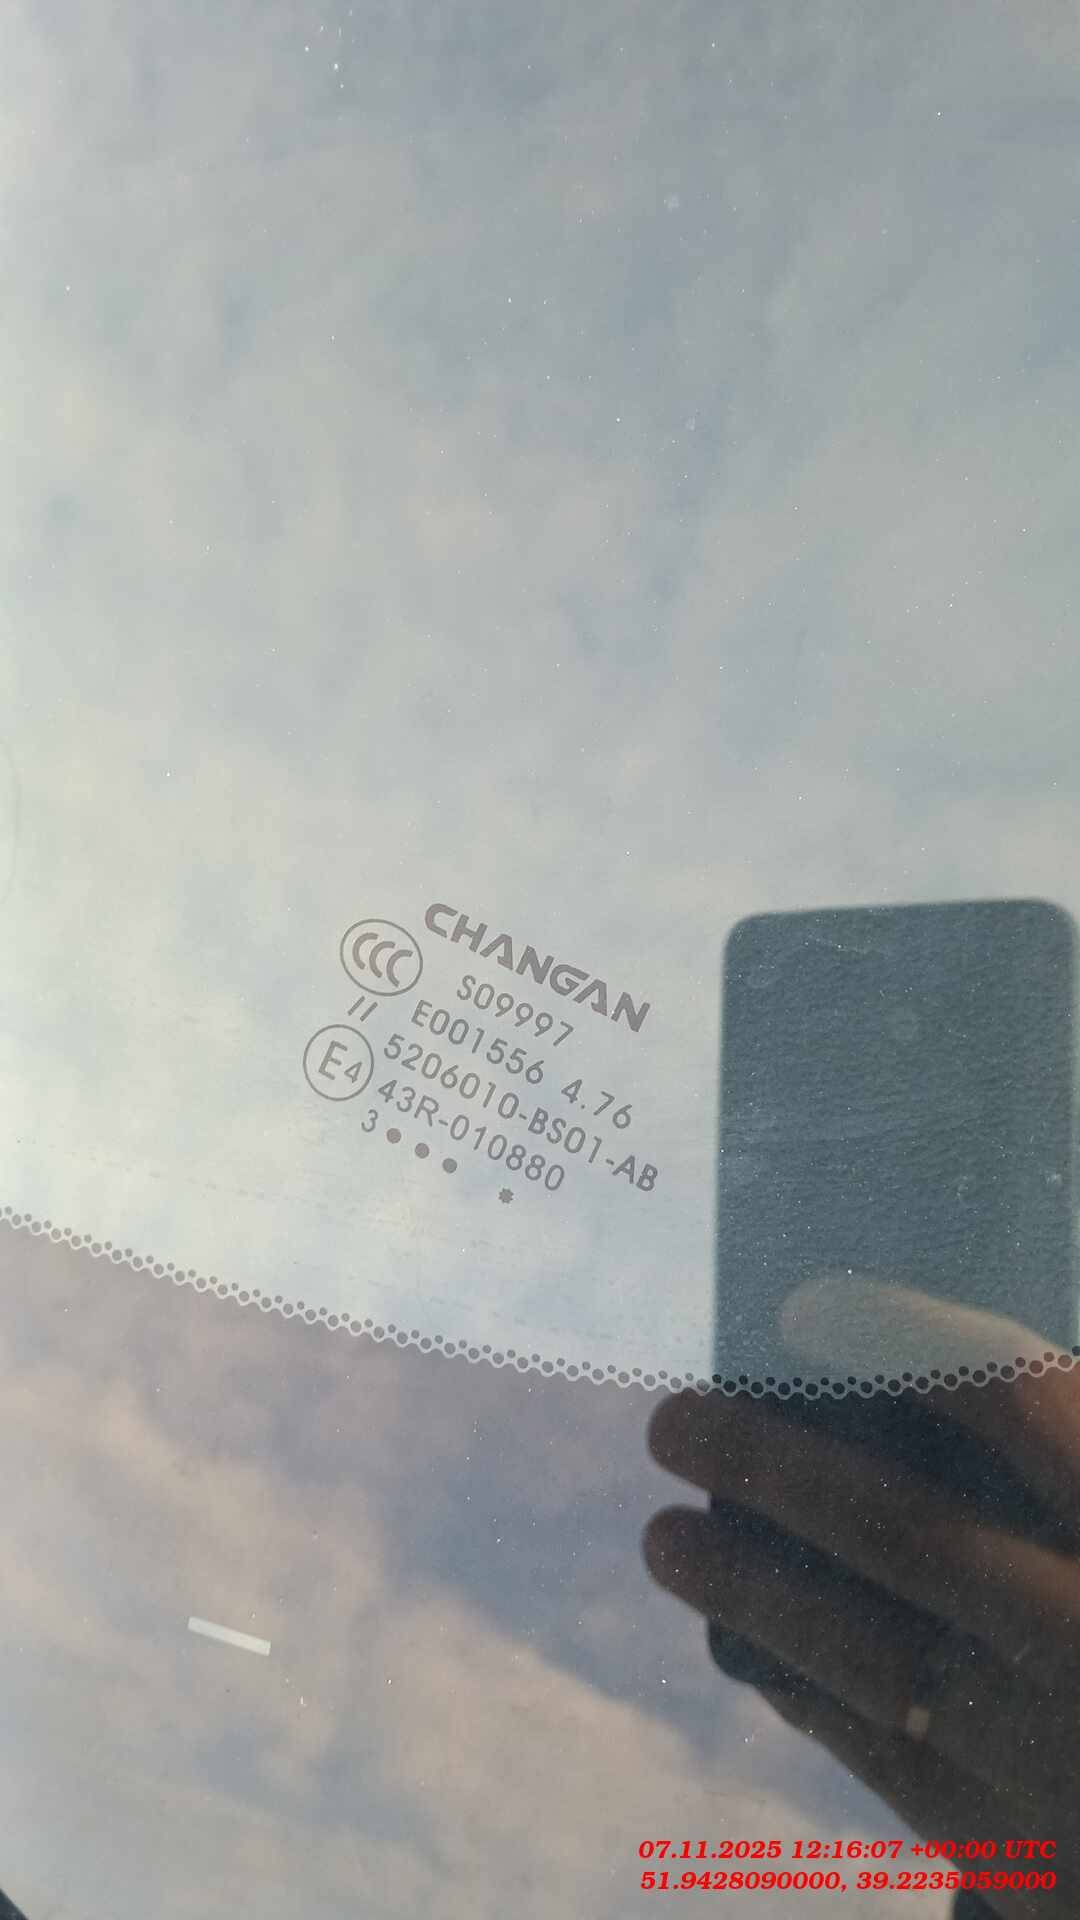 CHANGAN
CCC
S09997
E001556 4.76
//
5206010-BS01-AB
E4
43R-010880
3●●● *
07.11.2025 12:16:07 +00:00 UTC
51.9428090000, 39.2235059000